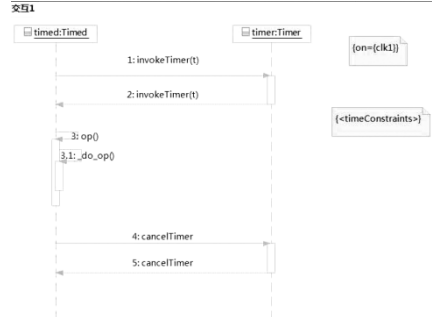 交互1
timed:Timed
timer:Timer
{on={clk1}}
1: invokeTimer(t)
2: invokeTimer(t)
{<timeConstraints>}
3: op()
3,1: _do_op()
4: cancelTimer
5: cancelTimer